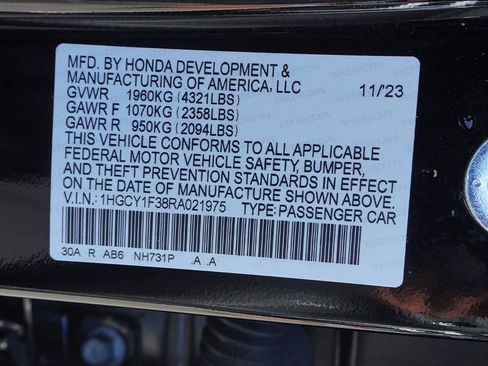 MFD. BY HONDA DEVELOPMENT &
MANUFACTURING OF AMERICA, LLC 11/23
GVWR 1960KG (4321LBS)
GAWR F 1070KG (2358LBS)
GAWR R 950KG (2094LBS)
THIS VEHICLE CONFORMS TO ALL APPLICABLE
FEDERAL MOTOR VEHICLE SAFETY, BUMPER,
AND THEFT PREVENTION STANDARDS IN EFFECT
ON THE DATE OF MANUFACTURE SHOWN ABOVE.
V.I.N.: 1HGCY1F38RA021975 TYPE: PASSENGER CAR
30A R AB6 NH731P .A .A